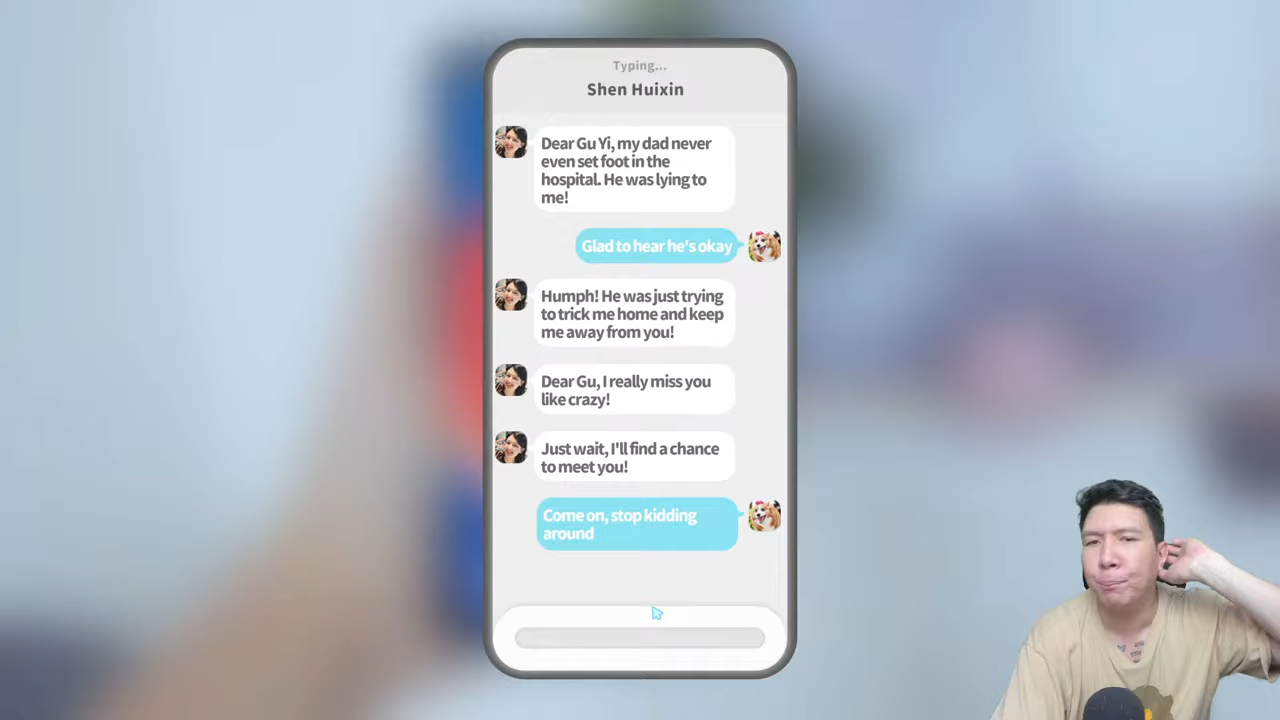 Typing...
Shen Huixin
Dear Gu Yi, my dad never
even set foot in the
hospital. He was lying to
me!
Glad to hear he's okay
Humph! He was just trying
to trick me home and keep
me away from you!
Dear Gu, I really miss you
like crazy!
Just wait, I'll find a chance
to meet you!
Come on, stop kidding
around